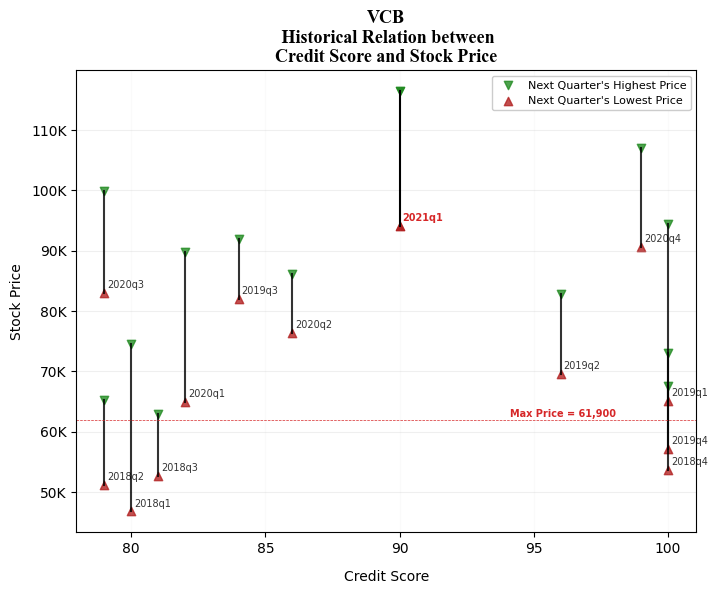 VCB
Historical Relation between
Credit Score and Stock Price
Next Quarter's Highest Price
Next Quarter's Lowest Price
Stock Price
110K
100K
90K
80K
70K
60K
50K
2021q1
2020q4
2020q3
2019q3
2020q2
2019q2
2020q1
2019q1
Max Price = 61,900
2019q4
2018q4
2018q3
2018q2
2018q1
80
85
90
95
100
Credit Score